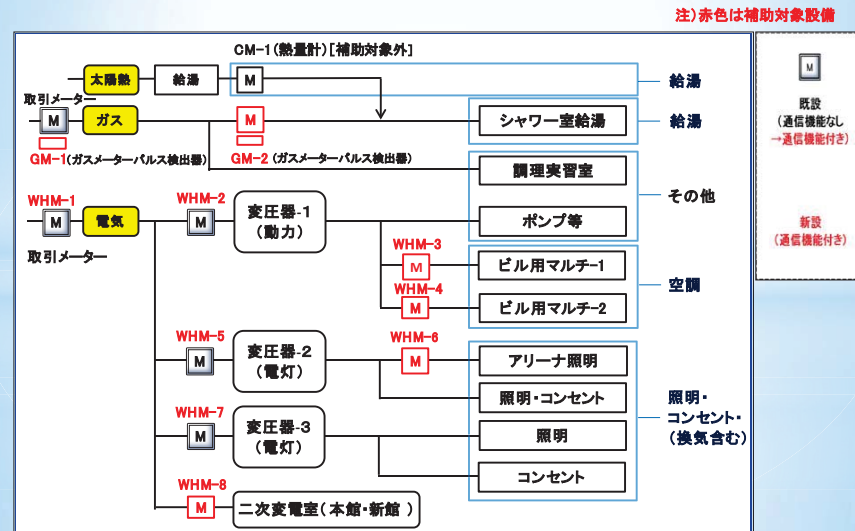 注)赤色は補助対象設備
CM-1(熱量計)[補助対象外]
太陽熱
給湯
M
給湯
取引メーター
M
ガス
M
シャワー室給湯
給湯
GM-1(ガスメーターパルス検出器)
GM-2 (ガスメーターパルス検出器)
調理実習室
その他
WHM-1
M
電気
取引メーター
WHM-2
M
変圧器-1
(動力)
ポンプ等
WHM-3
M
ビル用マルチ-1
空調
WHM-4
M
ビル用マルチ-2
WHM-5
M
変圧器-2
(電灯)
WHM-6
M
アリーナ照明
照明・コンセント
照明・
コンセント・
(換気含む)
WHM-7
M
変圧器-3
(電灯)
照明
コンセント
WHM-8
M
二次変電室(本館・新館 )
M
既設
(通信機能なし
→通信機能付き)
新設
(通信機能付き)